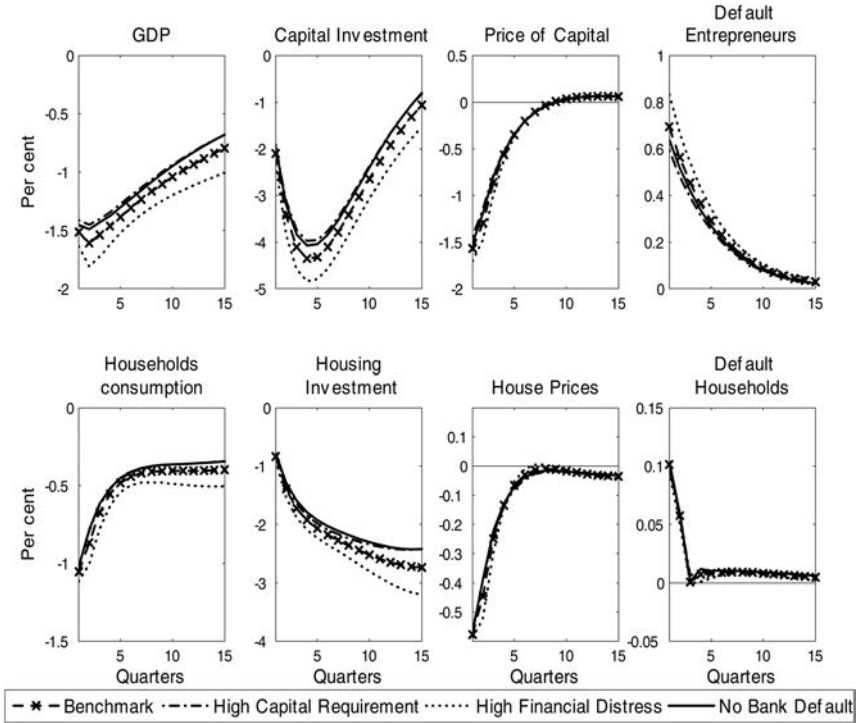 GDP
Capital Investment
Price of Capital
Default
Entrepreneurs
Per cent
0
-0.5
-1
-1.5
-2
5 10 15
0
-1
-2
-3
-4
-5
5 10 15
0.5
0
-0.5
-1
-1.5
-2
5 10 15
1
0.8
0.6
0.4
0.2
0
5 10 15
Households
consumption
Housing
Investment
House Prices
Default
Households
Per cent
0
-0.5
-1
-1.5
5 10 15
Quarters
0
-1
-2
-3
-4
5 10 15
Quarters
0.1
0
-0.1
-0.2
-0.3
-0.4
-0.5
5 10 15
Quarters
0.15
0.1
0.05
0
-0.05
5 10 15
Quarters
Benchmark High Capital Requirement High Financial Distress No Bank Default